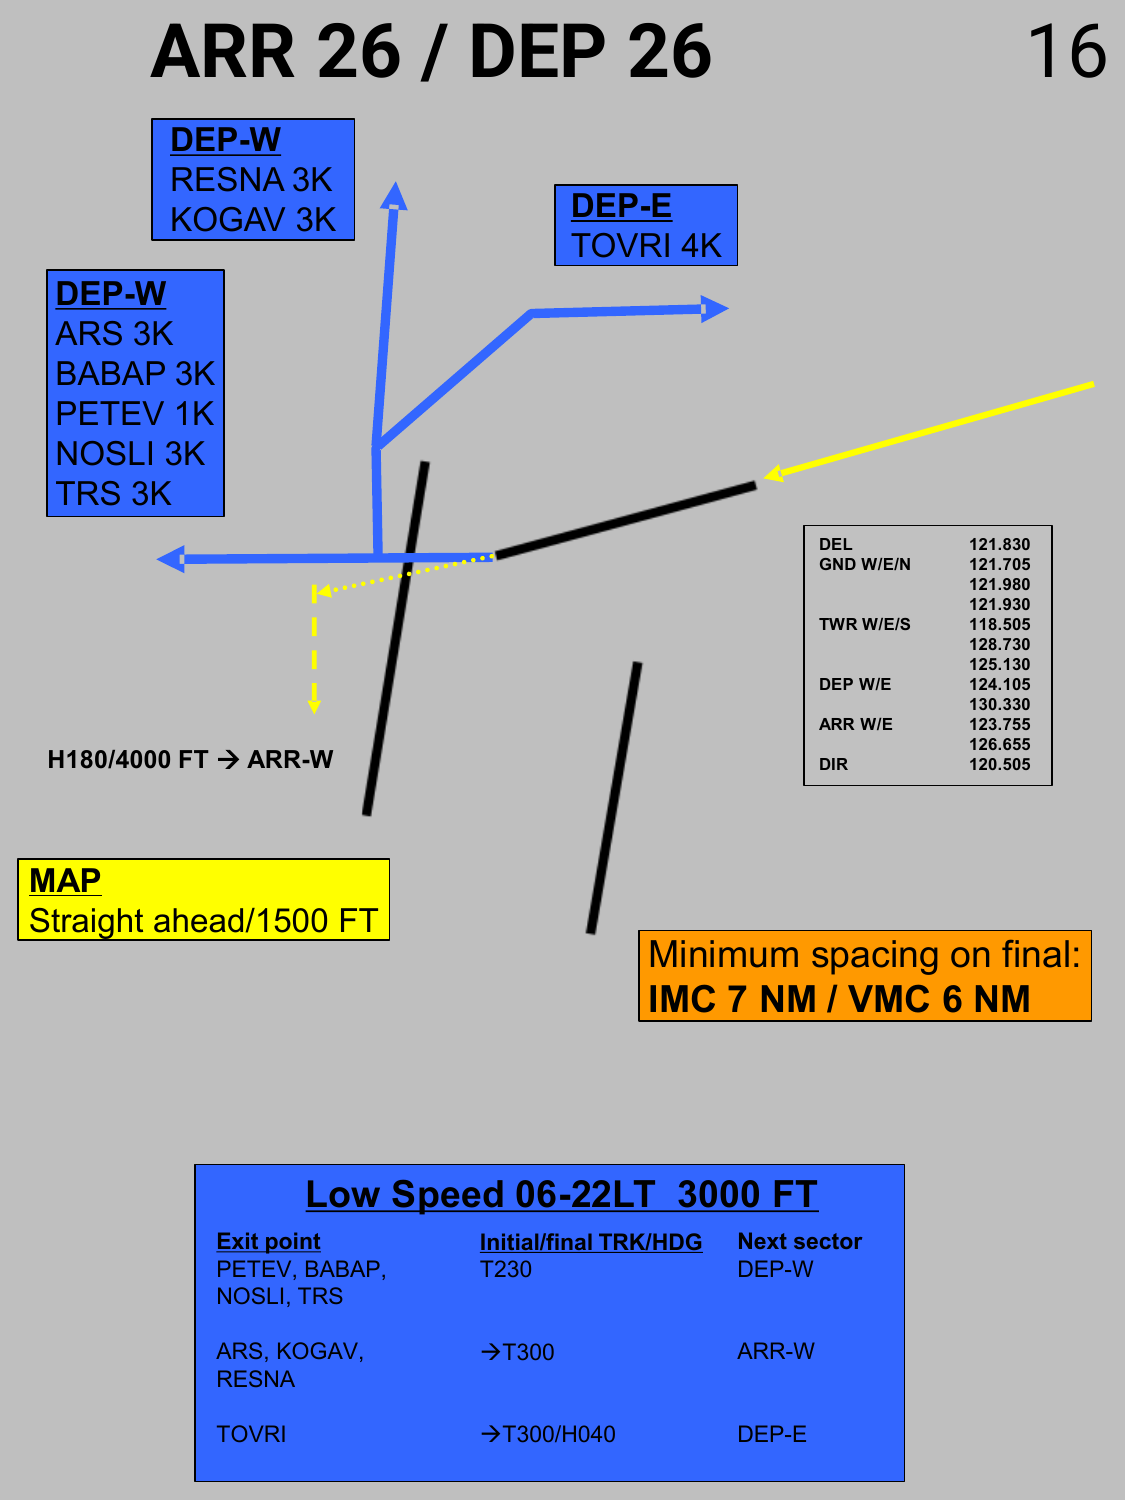 ARR 26 / DEP 26
16
DEP-W
RESNA 3K
KOGAV 3K
DEP-E
TOVRI 4K
DEP-W
ARS 3K
BABAP 3K
PETEV 1K
NOSLI 3K
TRS 3K
DEL 121.830
GND W/E/N 121.705
121.980
121.930
TWR W/E/S 118.505
128.730
125.130
DEP W/E 124.105
130.330
ARR W/E 123.755
126.655
DIR 120.505
H180/4000 FT → ARR-W
MAP
Straight ahead/1500 FT
Minimum spacing on final:
IMC 7 NM / VMC 6 NM
Low Speed 06-22LT 3000 FT
Exit point Initial/final TRK/HDG Next sector
PETEV, BABAP, T230 DEP-W
NOSLI, TRS
ARS, KOGAV, →T300 ARR-W
RESNA
TOVRI →T300/H040 DEP-E